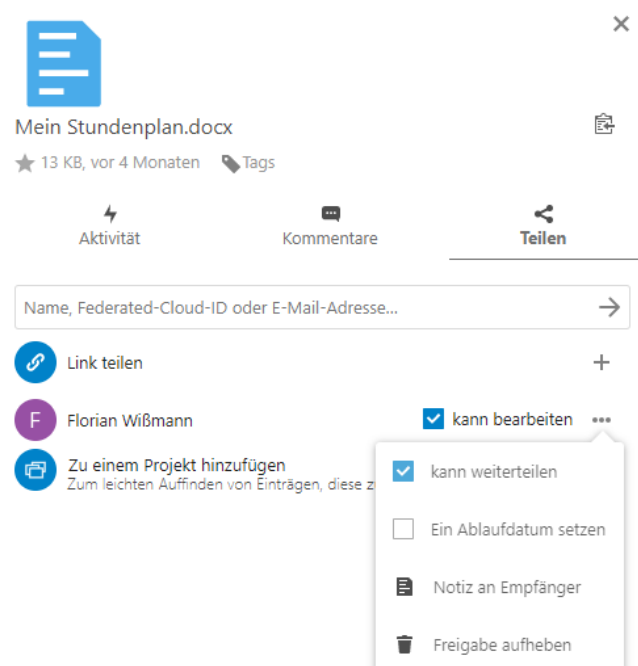 Mein Stundenplan.docx
13 KB, vor 4 Monaten Tags
Aktivität Kommentare Teilen
Name, Federated-Cloud-ID oder E-Mail-Adresse...
Link teilen
F Florian Wißmann kann bearbeiten
Zu einem Projekt hinzufügen
Zum leichten Auffinden von Einträgen, diese z
kann weiterteilen
Ein Ablaufdatum setzen
Notiz an Empfänger
Freigabe aufheben